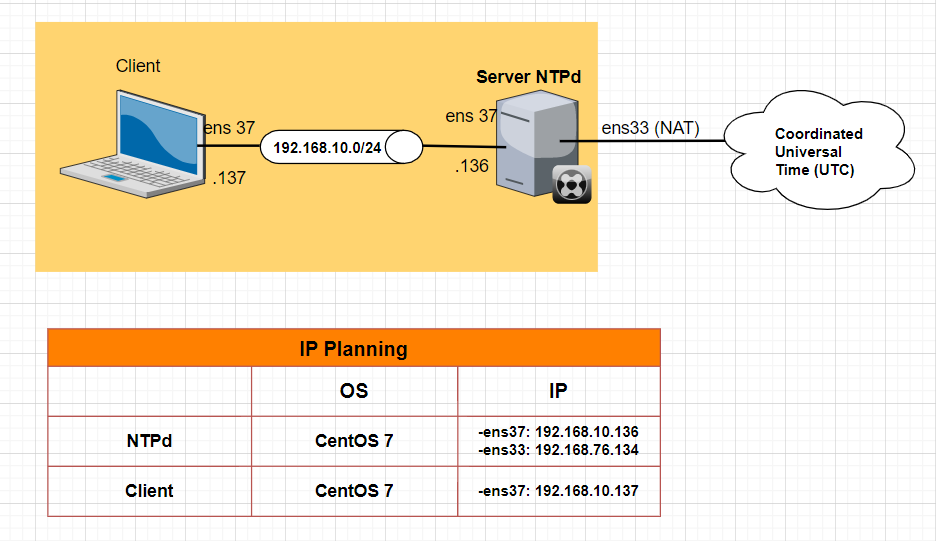 Client
Server NTPd
ens 37
ens 37
ens33 (NAT)
192.168.10.0/24
.137
.136
Coordinated
Universal
Time (UTC)
IP Planning
OS IP
NTPd CentOS 7 -ens37: 192.168.10.136
-ens33: 192.168.76.134
Client CentOS 7 -ens37: 192.168.10.137